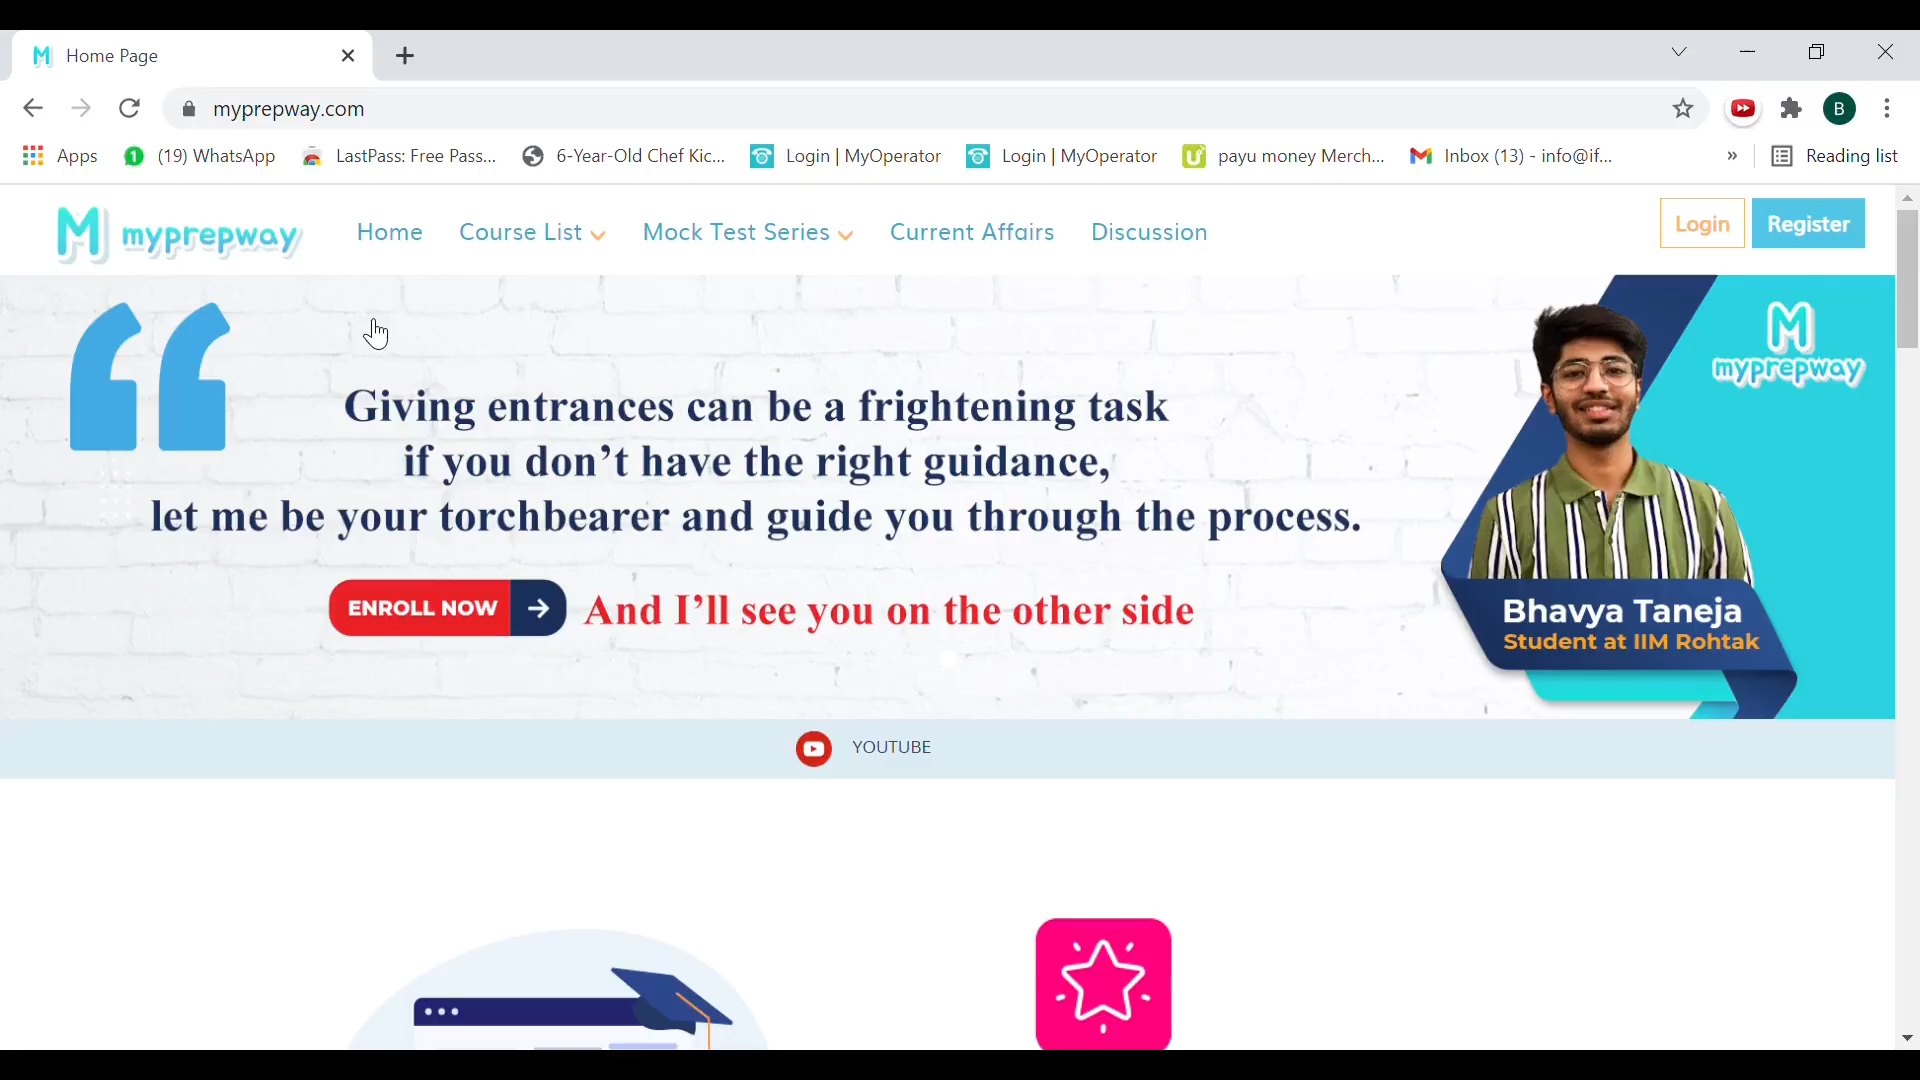 M Home Page
myprepway.com
B
Apps
1 (19) WhatsApp
LastPass: Free Pass...
6-Year-Old Chef Kic...
Login | MyOperator
Login | MyOperator
payu money Merch...
Inbox (13) - info@if...
»
Reading list
M myprepway
Home
Course List
Mock Test Series
Current Affairs
Discussion
Login
Register
“
Giving entrances can be a frightening task
if you don’t have the right guidance,
let me be your torchbearer and guide you through the process.
ENROLL NOW
And I’ll see you on the other side
M
myprepway
Bhavya Taneja
Student at IIM Rohtak
YOUTUBE